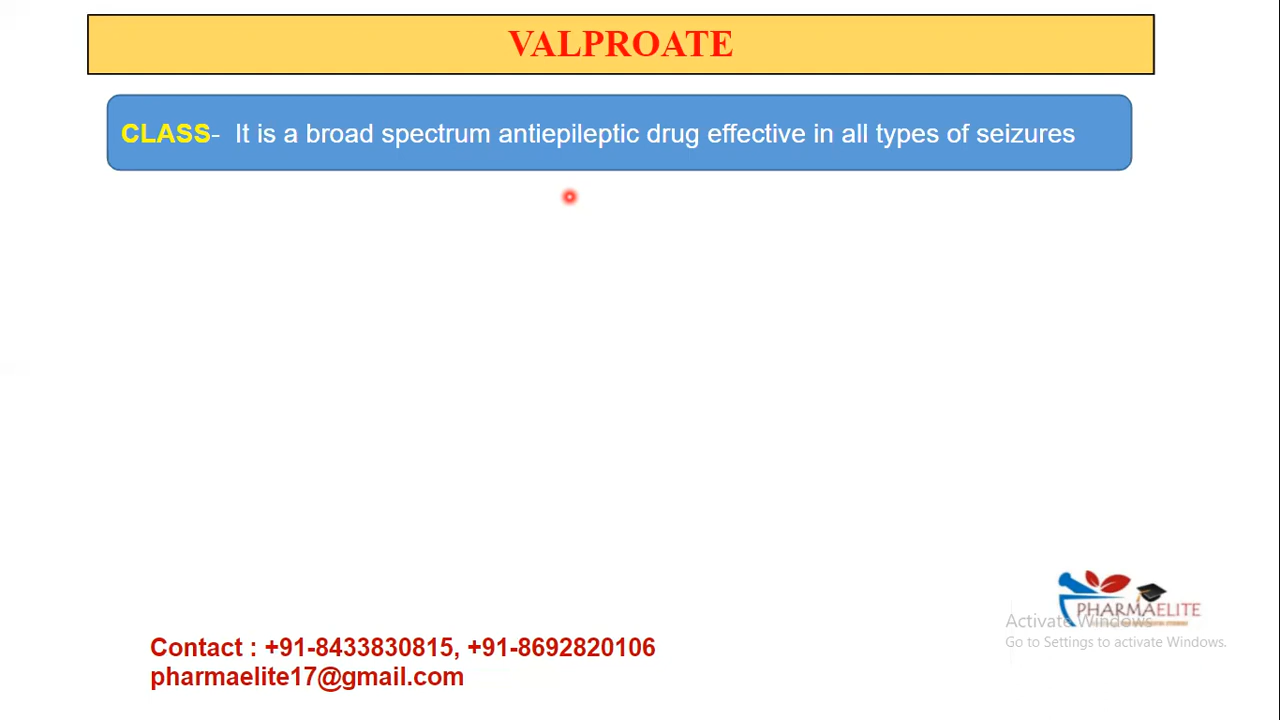 VALPROATE
CLASS- It is a broad spectrum antiepileptic drug effective in all types of seizures
PHARMAELITE
Activate Windows
Go to Settings to activate Windows.
Contact : +91-8433830815, +91-8692820106
pharmaelite17@gmail.com